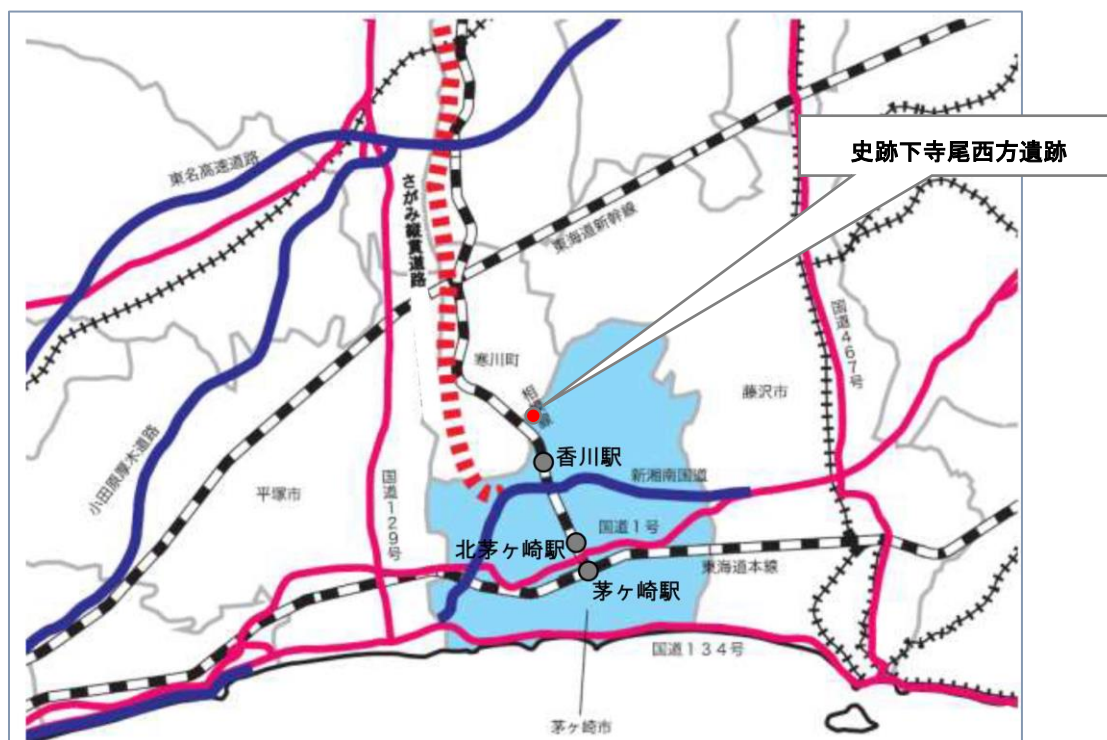 史跡下寺尾西方遺跡
東名高速道路
さがみ縦貫道路
東海道新幹線
国道467号
寒川町
相模線
藤沢市
香川駅
小田原厚木道路
新湘南国道
平塚市
国道129号
国道1号
北茅ヶ崎駅
東海道本線
茅ヶ崎駅
国道134号
茅ヶ崎市